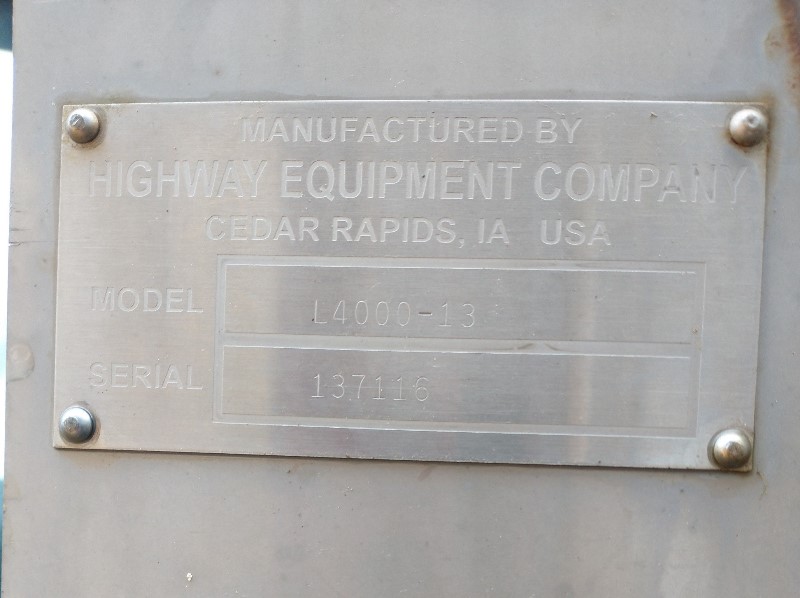 MANUFACTURED BY
HIGHWAY EQUIPMENT COMPANY
CEDAR RAPIDS, IA USA
MODEL L4000-13
SERIAL 137116